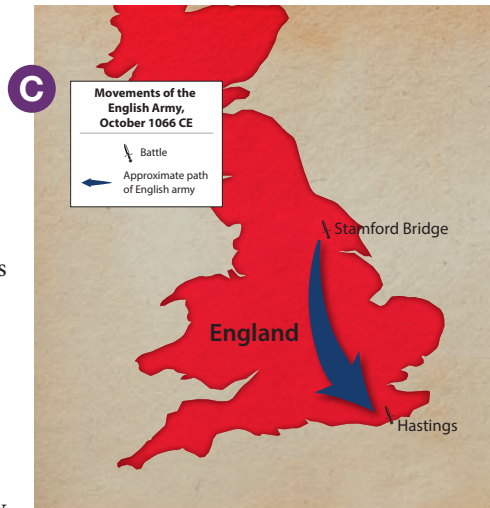 C
Movements of the
English Army,
October 1066 CE
Battle
Approximate path
of English army
Stamford Bridge
s
England
Hastings